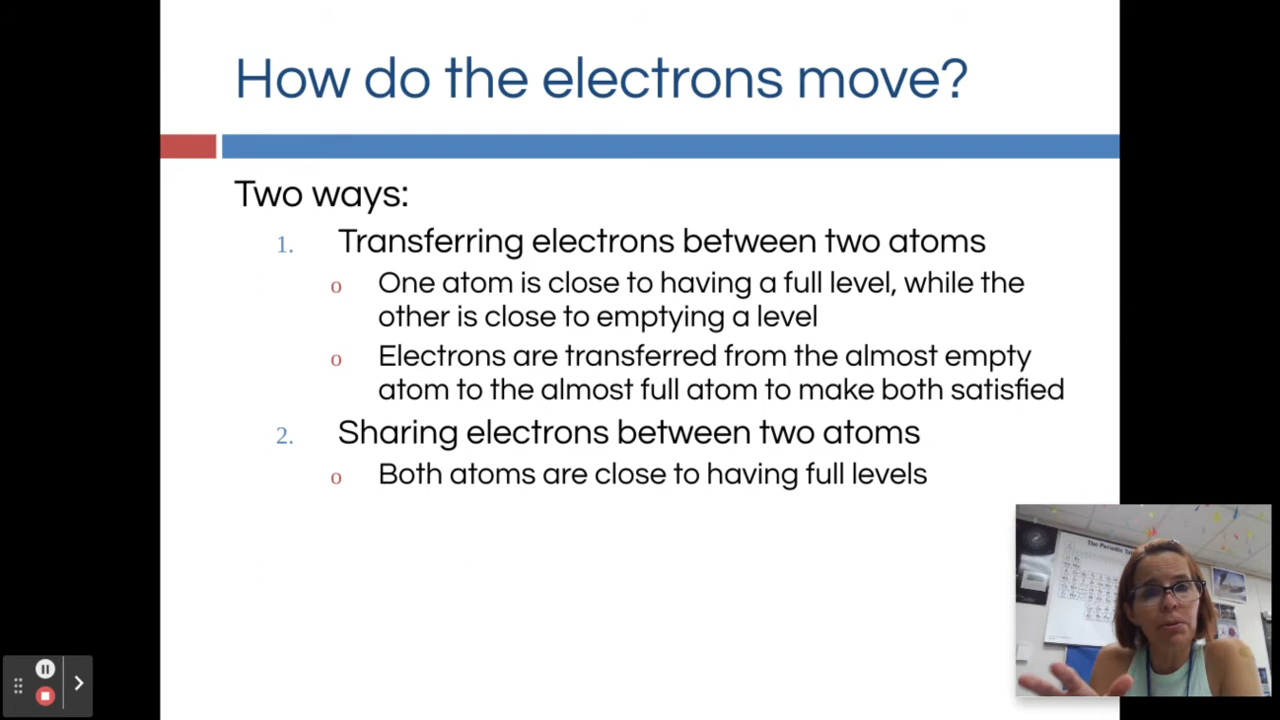 How do the electrons move?
Two ways:
1. Transferring electrons between two atoms
o One atom is close to having a full level, while the
other is close to emptying a level
o Electrons are transferred from the almost empty
atom to the almost full atom to make both satisfied
2. Sharing electrons between two atoms
o Both atoms are close to having full levels
The Periodic